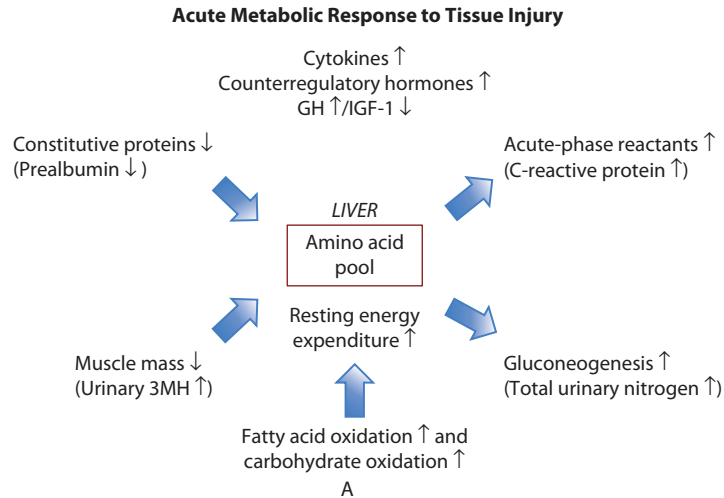 Acute Metabolic Response to Tissue Injury
Cytokines ↑
Counterregulatory hormones ↑
GH ↑/IGF-1 ↓
Constitutive proteins ↓
(Prealbumin ↓)
Acute-phase reactants ↑
(C-reactive protein ↑)
LIVER
Amino acid
pool
Resting energy
expenditure ↑
Muscle mass ↓
(Urinary 3MH ↑)
Gluconeogenesis ↑
(Total urinary nitrogen ↑)
Fatty acid oxidation ↑ and
carbohydrate oxidation ↑
A